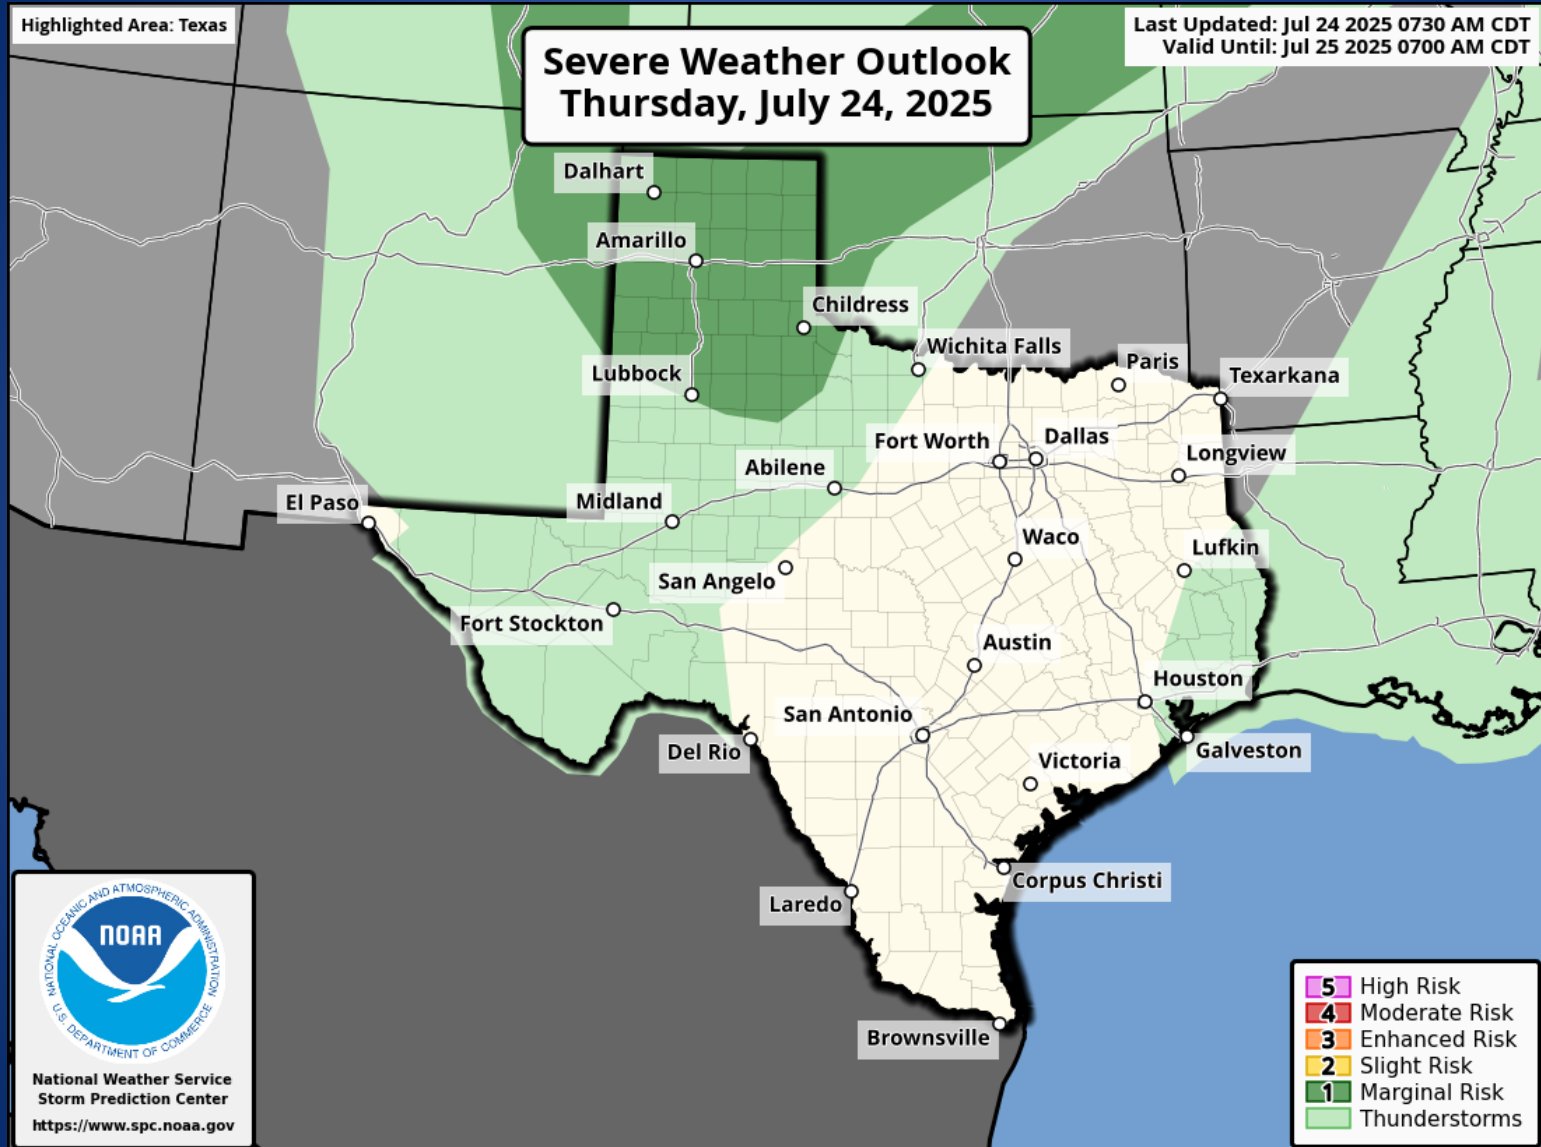 Highlighted Area: Texas
Severe Weather Outlook
Thursday, July 24, 2025
Last Updated: Jul 24 2025 0730 AM CDT
Valid Until: Jul 25 2025 0700 AM CDT
Dalhart
Amarillo
Childress
Wichita Falls
Paris
Texarkana
Lubbock
Fort Worth
Dallas
Longview
Abilene
El Paso
Midland
Waco
Lufkin
San Angelo
Fort Stockton
Austin
Houston
San Antonio
Del Rio
Galveston
Victoria
Corpus Christi
Laredo
Brownsville
NATIONAL OCEANIC AND ATMOSPHERIC ADMINISTRATION
NOAA
U.S. DEPARTMENT OF COMMERCE
National Weather Service
Storm Prediction Center
https://www.spc.noaa.gov
5 High Risk
4 Moderate Risk
3 Enhanced Risk
2 Slight Risk
1 Marginal Risk
Thunderstorms